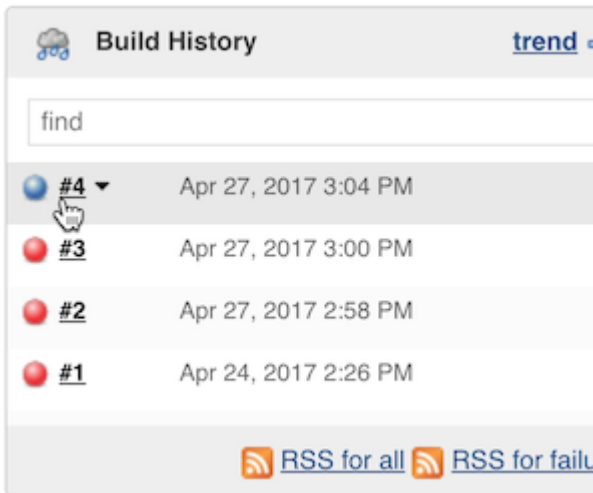 Build History trend
find
#4 Apr 27, 2017 3:04 PM
#3 Apr 27, 2017 3:00 PM
#2 Apr 27, 2017 2:58 PM
#1 Apr 24, 2017 2:26 PM
RSS for all RSS for failu